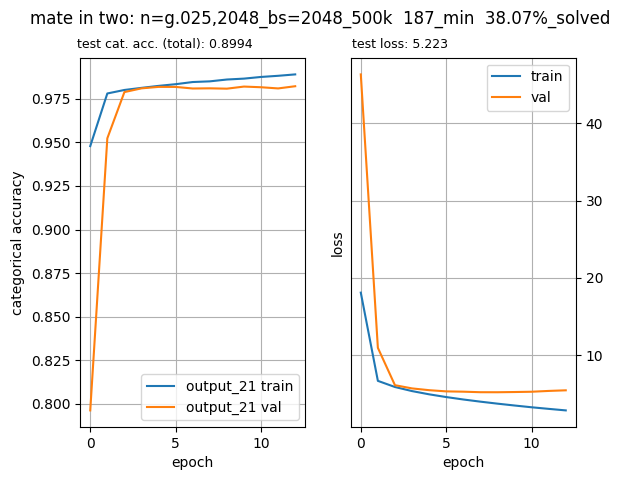 mate in two: n=g.025,2048_bs=2048_500k  187_min  38.07%_solved
test cat. acc. (total): 0.8994
test loss: 5.223
categorical accuracy
0.975
0.950
0.925
0.900
0.875
0.850
0.825
0.800
output_21 train
output_21 val
0
5
10
epoch
loss
train
val
40
30
20
10
0
5
10
epoch